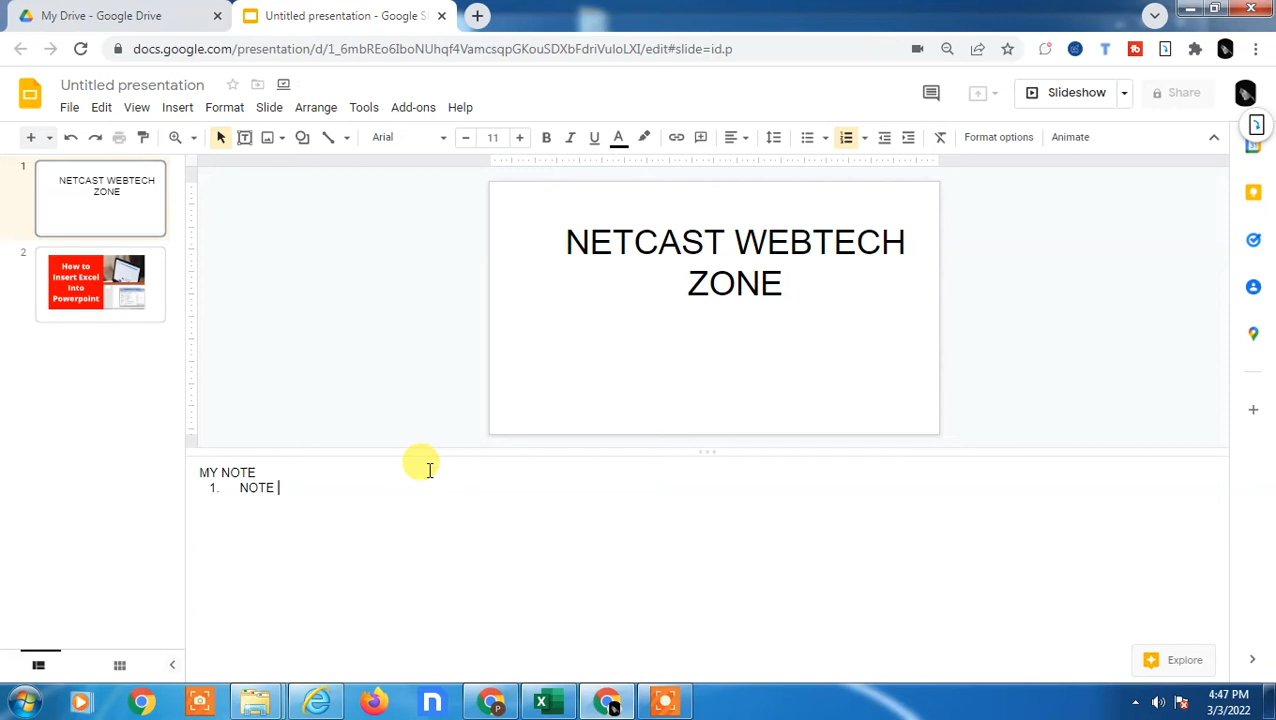 My Drive - Google Drive
Untitled presentation - Google Sl
docs.google.com/presentation/d/1_6mbREo6IboNUhqf4VamcsqpGKouSDXbFdriVuIoLXI/edit#slide=id.p
Untitled presentation
File Edit View Insert Format Slide Arrange Tools Add-ons Help
Slideshow
Share
Arial
11
Format options
Animate
1
NETCAST WEBTECH
ZONE
2
How to
Insert Excel
Into
Powerpoint
NETCAST WEBTECH
ZONE
MY NOTE
1. NOTE
Explore
4:47 PM
3/3/2022